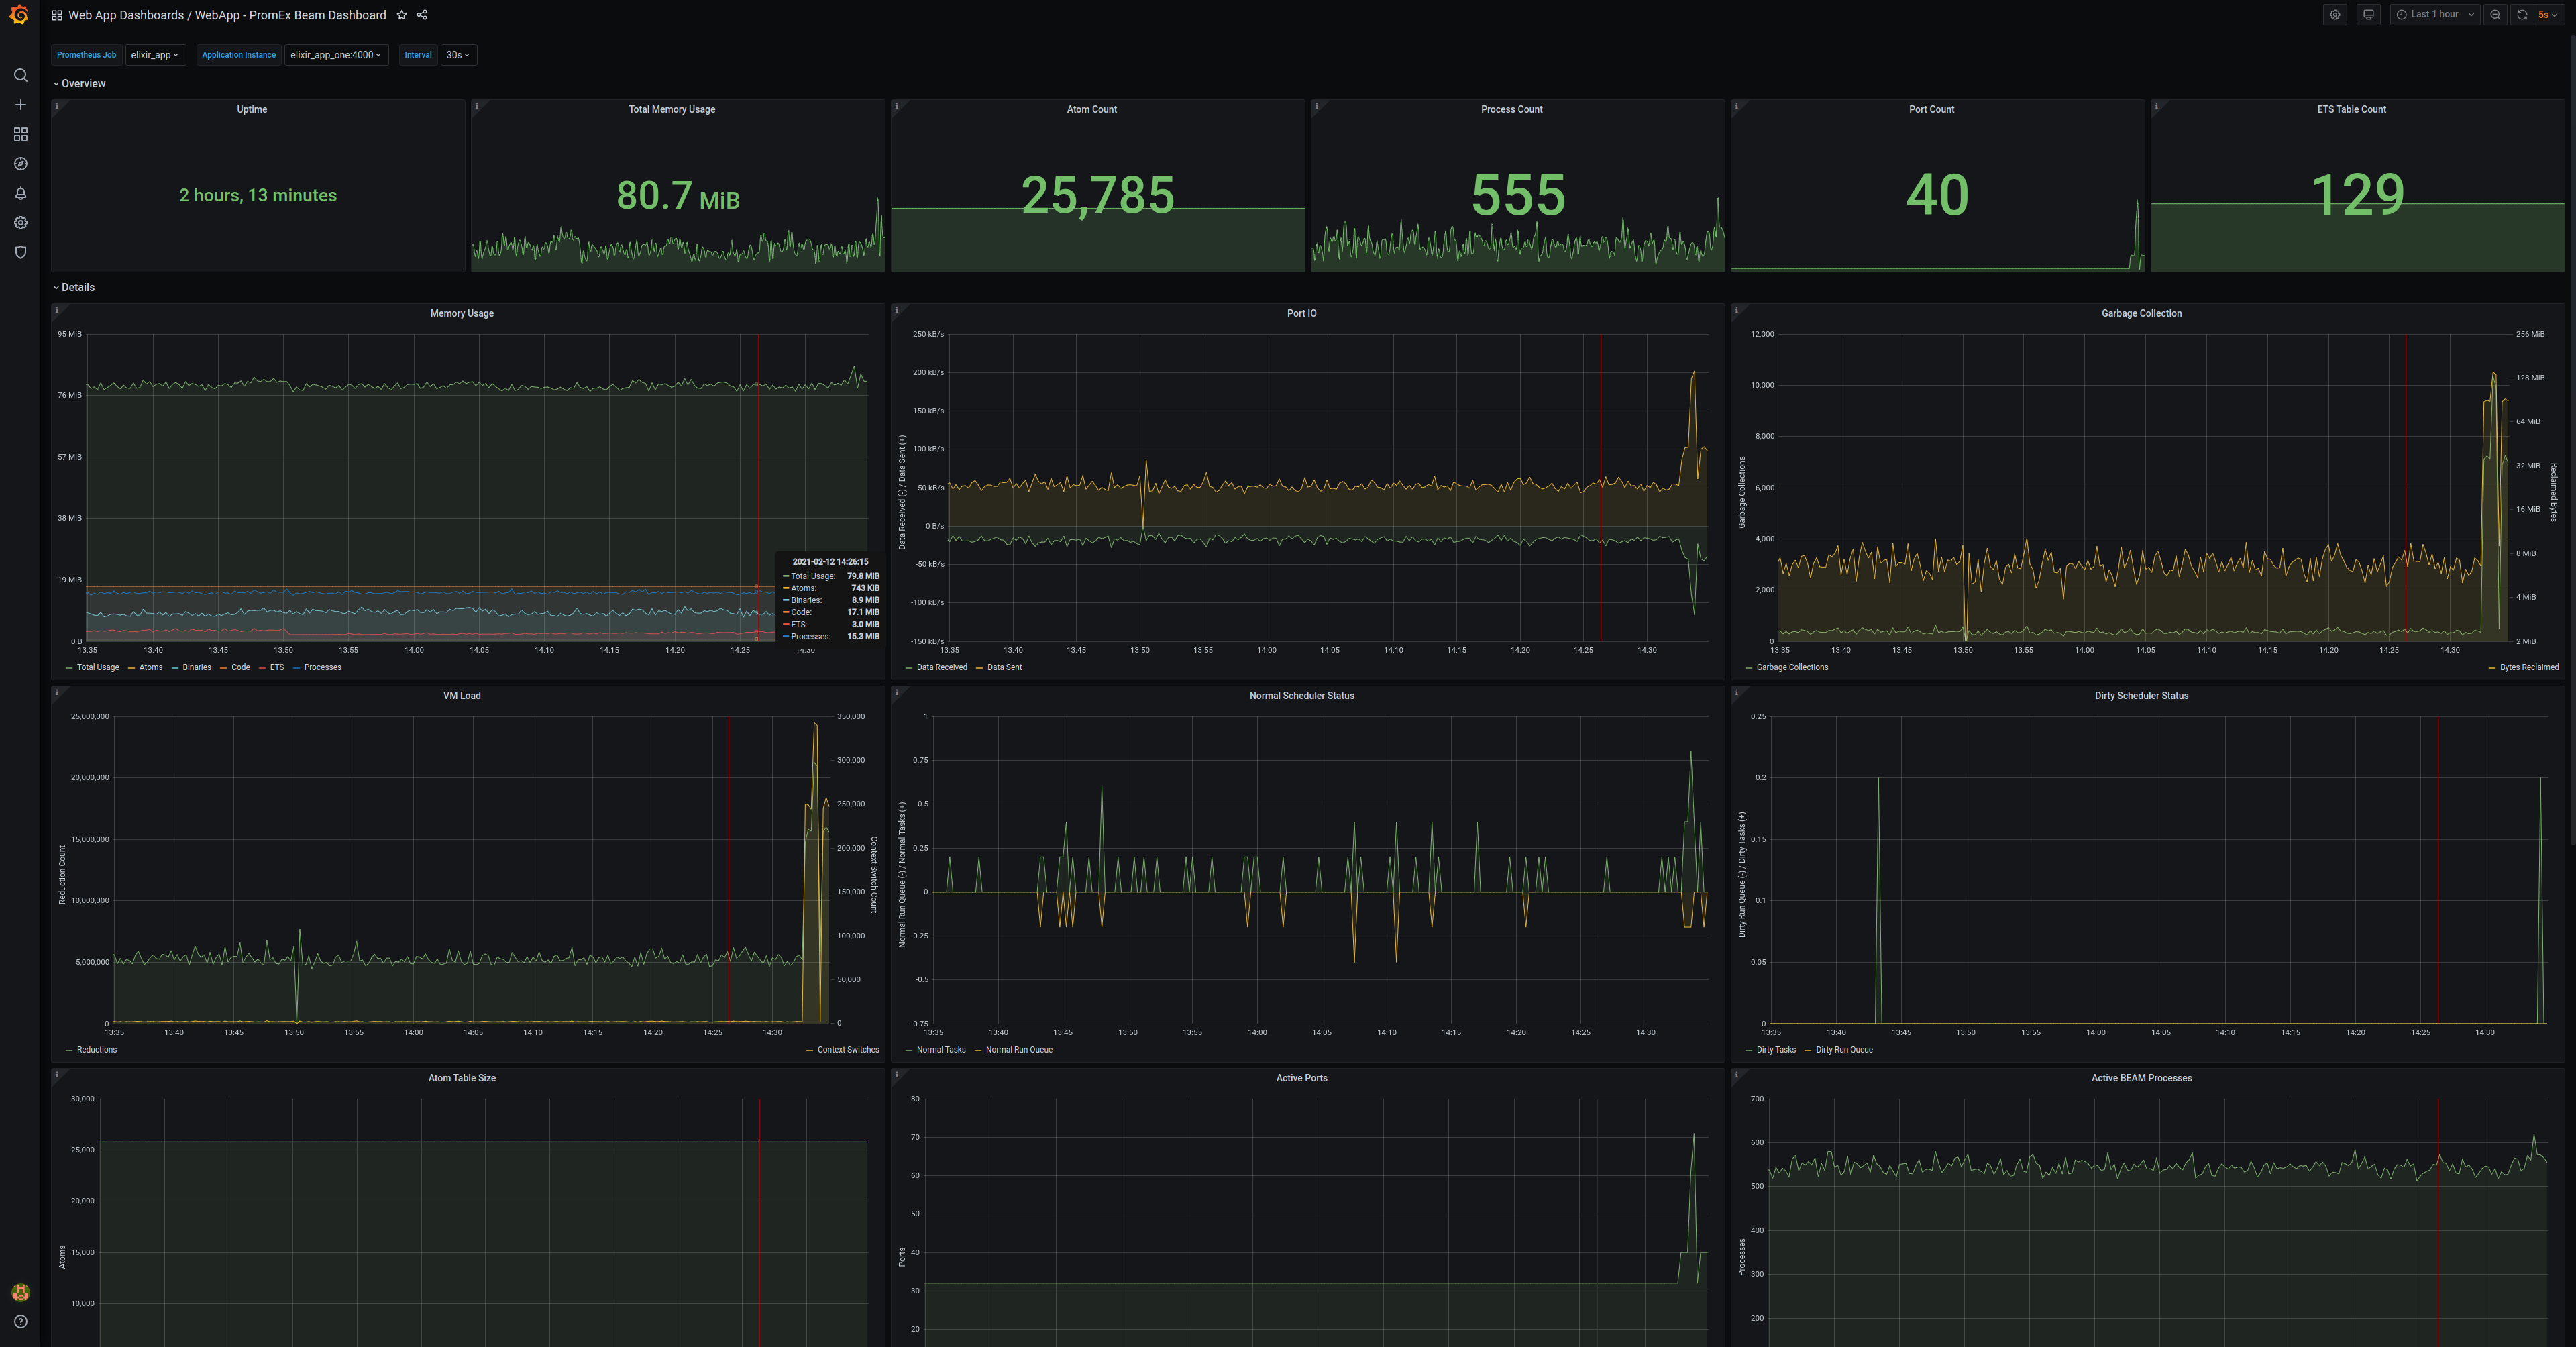 Web App Dashboards / WebApp - PromEx Beam Dashboard
Last 1 hour
5s
Prometheus Job elixir_app Application Instance elixir_app_one:4000 Interval 30s
Overview
Uptime
2 hours, 13 minutes
Total Memory Usage
80.7 MiB
Atom Count
25,785
Process Count
555
Port Count
40
ETS Table Count
129
Details
Memory Usage
95 MiB
76 MiB
57 MiB
38 MiB
19 MiB
0 B
13:35 13:40 13:45 13:50 13:55 14:00 14:05 14:10 14:15 14:20 14:25 14:30
2021-02-12 14:26:15
Total Usage: 79.8 MiB
Atoms: 743 KiB
Binaries: 8.9 MiB
Code: 17.1 MiB
ETS: 3.0 MiB
Processes: 15.3 MiB
Total Usage Atoms Binaries Code ETS Processes
Port IO
Data Received (-) / Data Sent (+)
250 kB/s
200 kB/s
150 kB/s
100 kB/s
50 kB/s
0 B/s
-50 kB/s
-100 kB/s
-150 kB/s
13:35 13:40 13:45 13:50 13:55 14:00 14:05 14:10 14:15 14:20 14:25 14:30
Data Received Data Sent
Garbage Collection
Garbage Collections
12,000
10,000
8,000
6,000
4,000
2,000
0
256 MiB
128 MiB
64 MiB
32 MiB
16 MiB
8 MiB
4 MiB
2 MiB
Reclaimed Bytes
13:35 13:40 13:45 13:50 13:55 14:00 14:05 14:10 14:15 14:20 14:25 14:30
Garbage Collections Bytes Reclaimed
VM Load
Reduction Count
25,000,000
20,000,000
15,000,000
10,000,000
5,000,000
0
350,000
300,000
250,000
200,000
150,000
100,000
50,000
0
Context Switch Count
13:35 13:40 13:45 13:50 13:55 14:00 14:05 14:10 14:15 14:20 14:25 14:30
Reductions Context Switches
Normal Scheduler Status
Normal Run Queue (-) / Normal Tasks (+)
1
0.75
0.5
0.25
0
-0.25
-0.5
-0.75
13:35 13:40 13:45 13:50 13:55 14:00 14:05 14:10 14:15 14:20 14:25 14:30
Normal Tasks Normal Run Queue
Dirty Scheduler Status
Dirty Run Queue (-) / Dirty Tasks (+)
0.25
0.2
0.15
0.1
0.05
0
13:35 13:40 13:45 13:50 13:55 14:00 14:05 14:10 14:15 14:20 14:25 14:30
Dirty Tasks Dirty Run Queue
Atom Table Size
Atoms
30,000
25,000
20,000
15,000
10,000
Active Ports
Ports
80
70
60
50
40
30
20
Active BEAM Processes
Processes
700
600
500
400
300
200